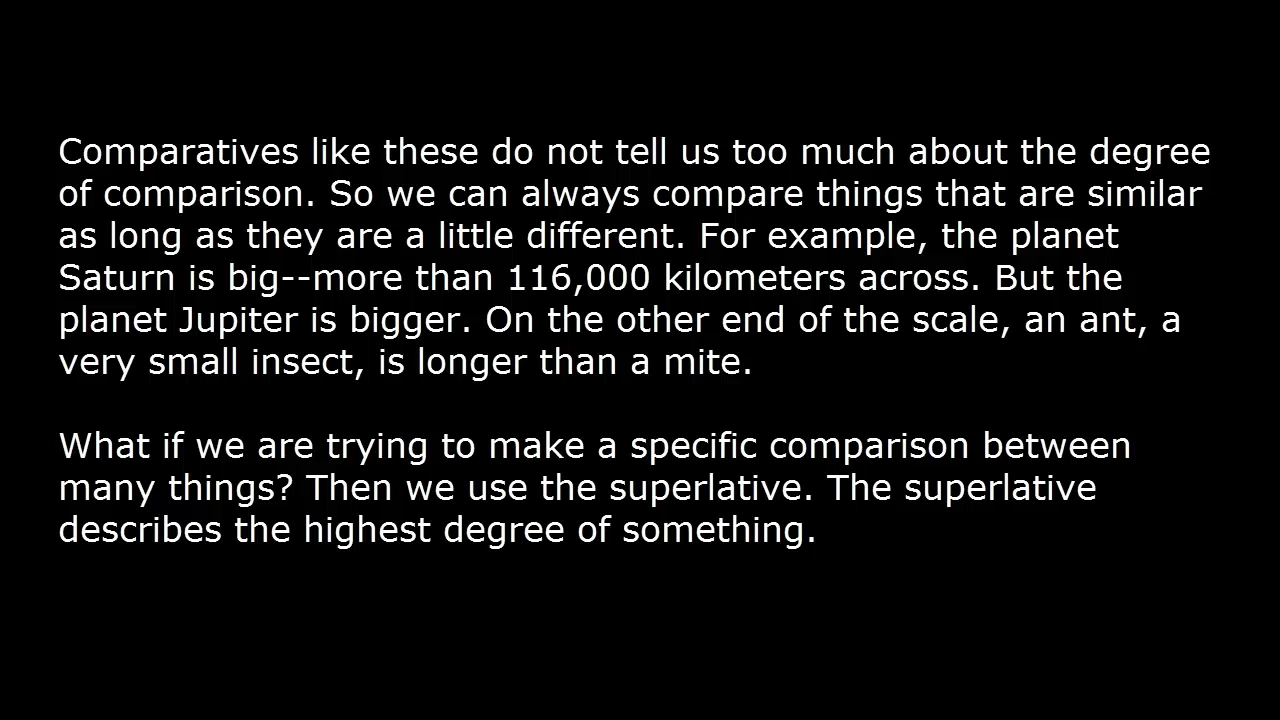 Comparatives like these do not tell us too much about the degree
of comparison. So we can always compare things that are similar
as long as they are a little different. For example, the planet
Saturn is big--more than 116,000 kilometers across. But the
planet Jupiter is bigger. On the other end of the scale, an ant, a
very small insect, is longer than a mite.
What if we are trying to make a specific comparison between
many things? Then we use the superlative. The superlative
describes the highest degree of something.